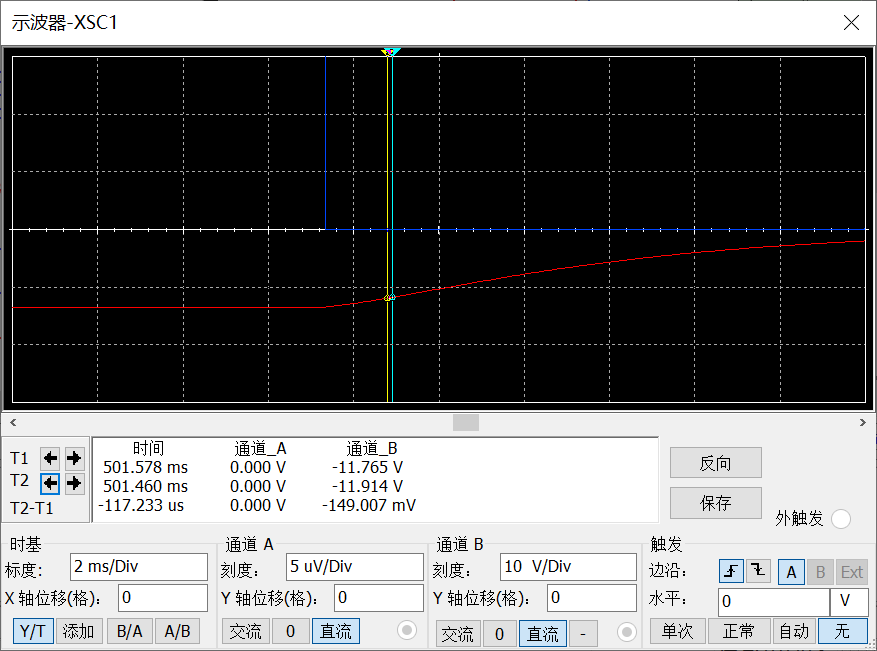 示波器-XSC1
时间 通道_A 通道_B
T1 501.578 ms 0.000 V -11.765 V
T2 501.460 ms 0.000 V -11.914 V
T2-T1 -117.233 us 0.000 V -149.007 mV
反向
保存
外触发
时基 通道 A 通道 B 触发
标度: 2 ms/Div 刻度: 5 uV/Div 刻度: 10 V/Div 边沿: A B Ext
X 轴位移(格): 0 Y 轴位移(格): 0 Y 轴位移(格): 0 水平: 0 V
Y/T 添加 B/A A/B 交流 0 直流 交流 0 直流 - 单次 正常 自动 无